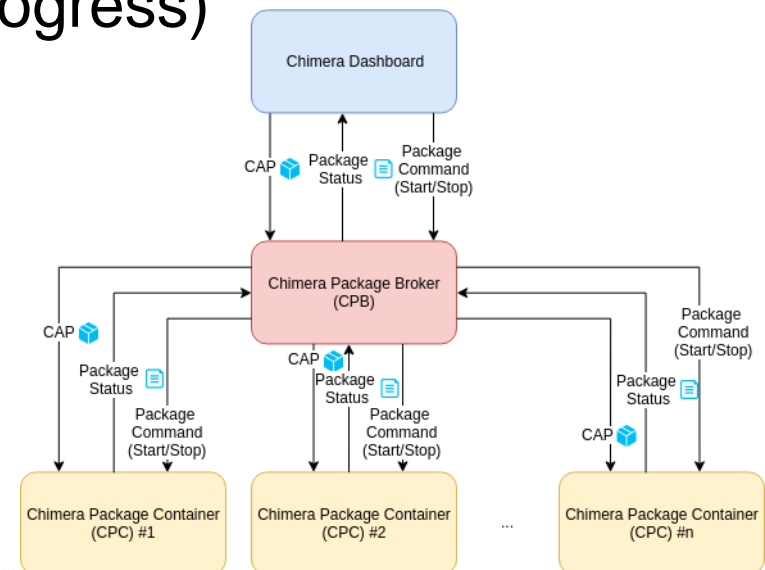 ogress)
Chimera Dashboard
CAP
Package
Status
Package
Command
(Start/Stop)
Chimera Package Broker
(CPB)
CAP
Package
Status
Package
Command
(Start/Stop)
CAP
Package
Status
Package
Command
(Start/Stop)
Package
Command
(Start/Stop)
Package
Status
CAP
Chimera Package Container
(CPC) #1
Chimera Package Container
(CPC) #2
...
Chimera Package Container
(CPC) #n